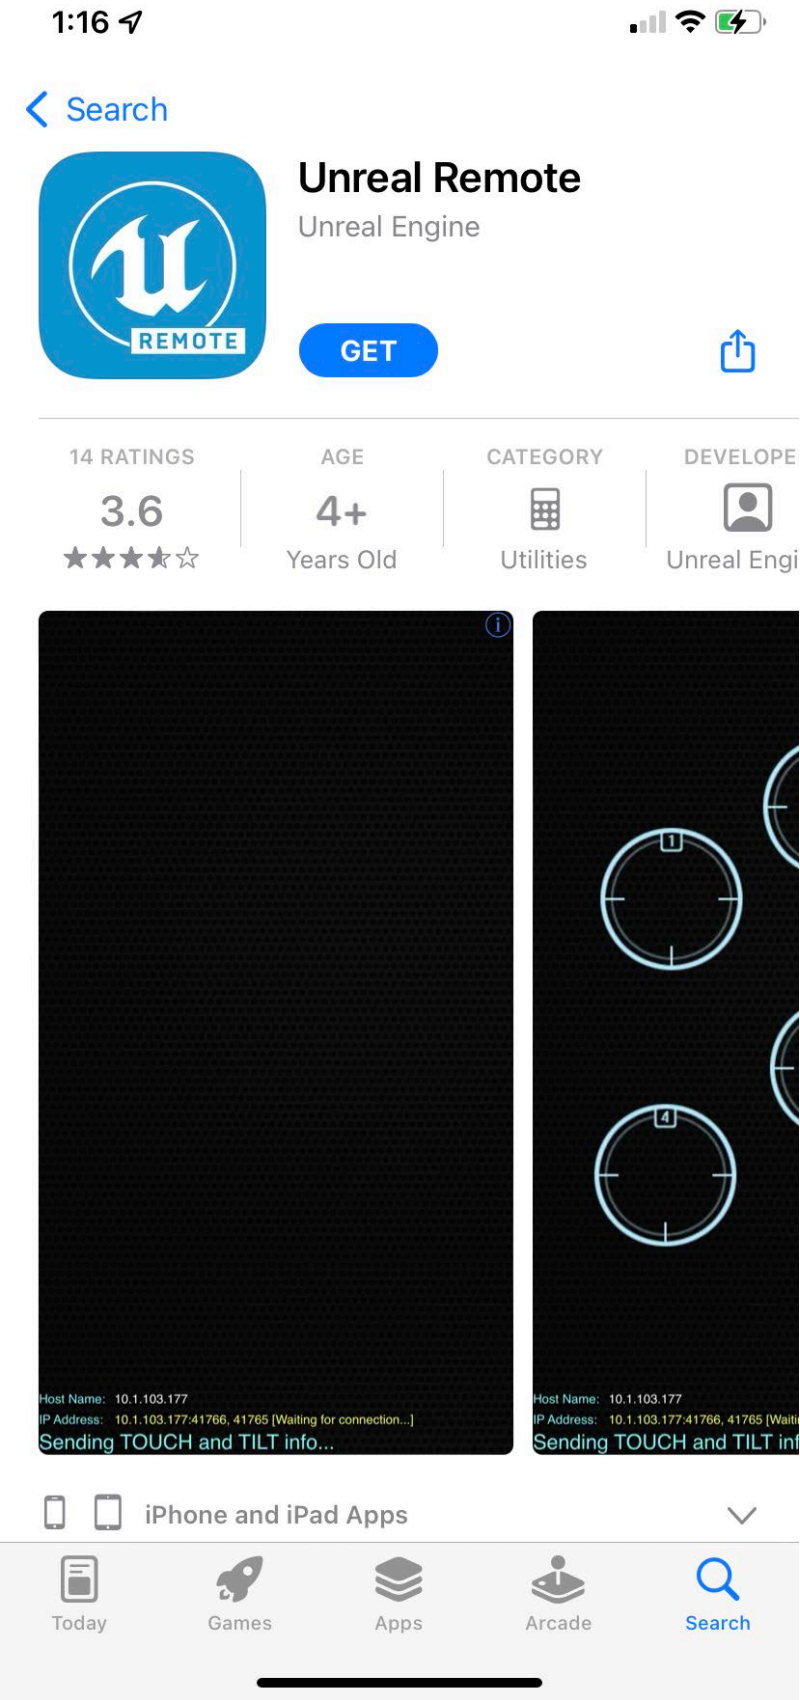 1:16
Search
Unreal Remote
Unreal Engine
REMOTE
GET
14 RATINGS
3.6
AGE
4+
Years Old
CATEGORY
Utilities
DEVELOPE
Unreal Engi
1
4
Host Name: 10.1.103.177
IP Address: 10.1.103.177:41766, 41765 [Waiting for connection...]
Sending TOUCH and TILT info...
Host Name: 10.1.103.177
IP Address: 10.1.103.177:41766, 41765 [Waitin
Sending TOUCH and TILT inf
iPhone and iPad Apps
Today
Games
Apps
Arcade
Search